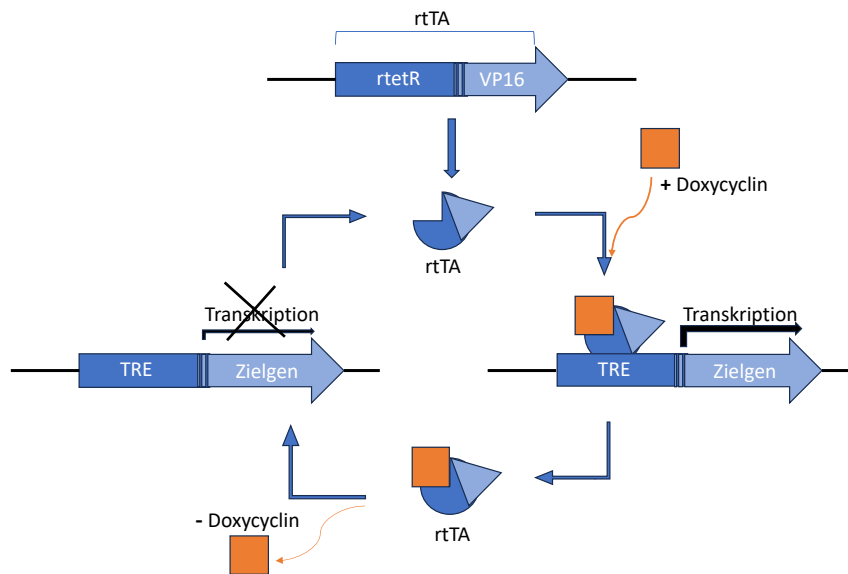 rtTA
rtetR
VP16
+ Doxycyclin
rtTA
Transkription
Transkription
TRE
Zielgen
TRE
Zielgen
- Doxycyclin
rtTA